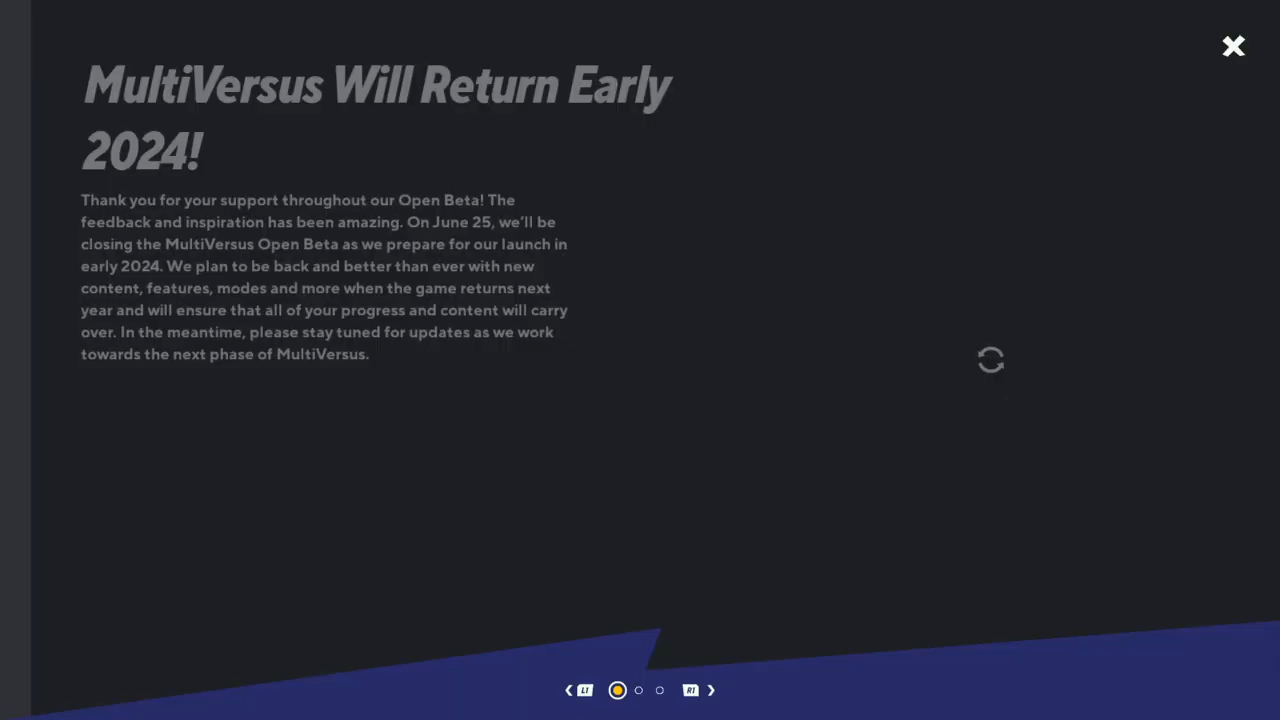 MultiVersus Will Return Early
2024!
Thank you for your support throughout our Open Beta! The
feedback and inspiration has been amazing. On June 25, we'll be
closing the MultiVersus Open Beta as we prepare for our launch in
early 2024. We plan to be back and better than ever with new
content, features, modes and more when the game returns next
year and will ensure that all of your progress and content will carry
over. In the meantime, please stay tuned for updates as we work
towards the next phase of MultiVersus.
L1 R1